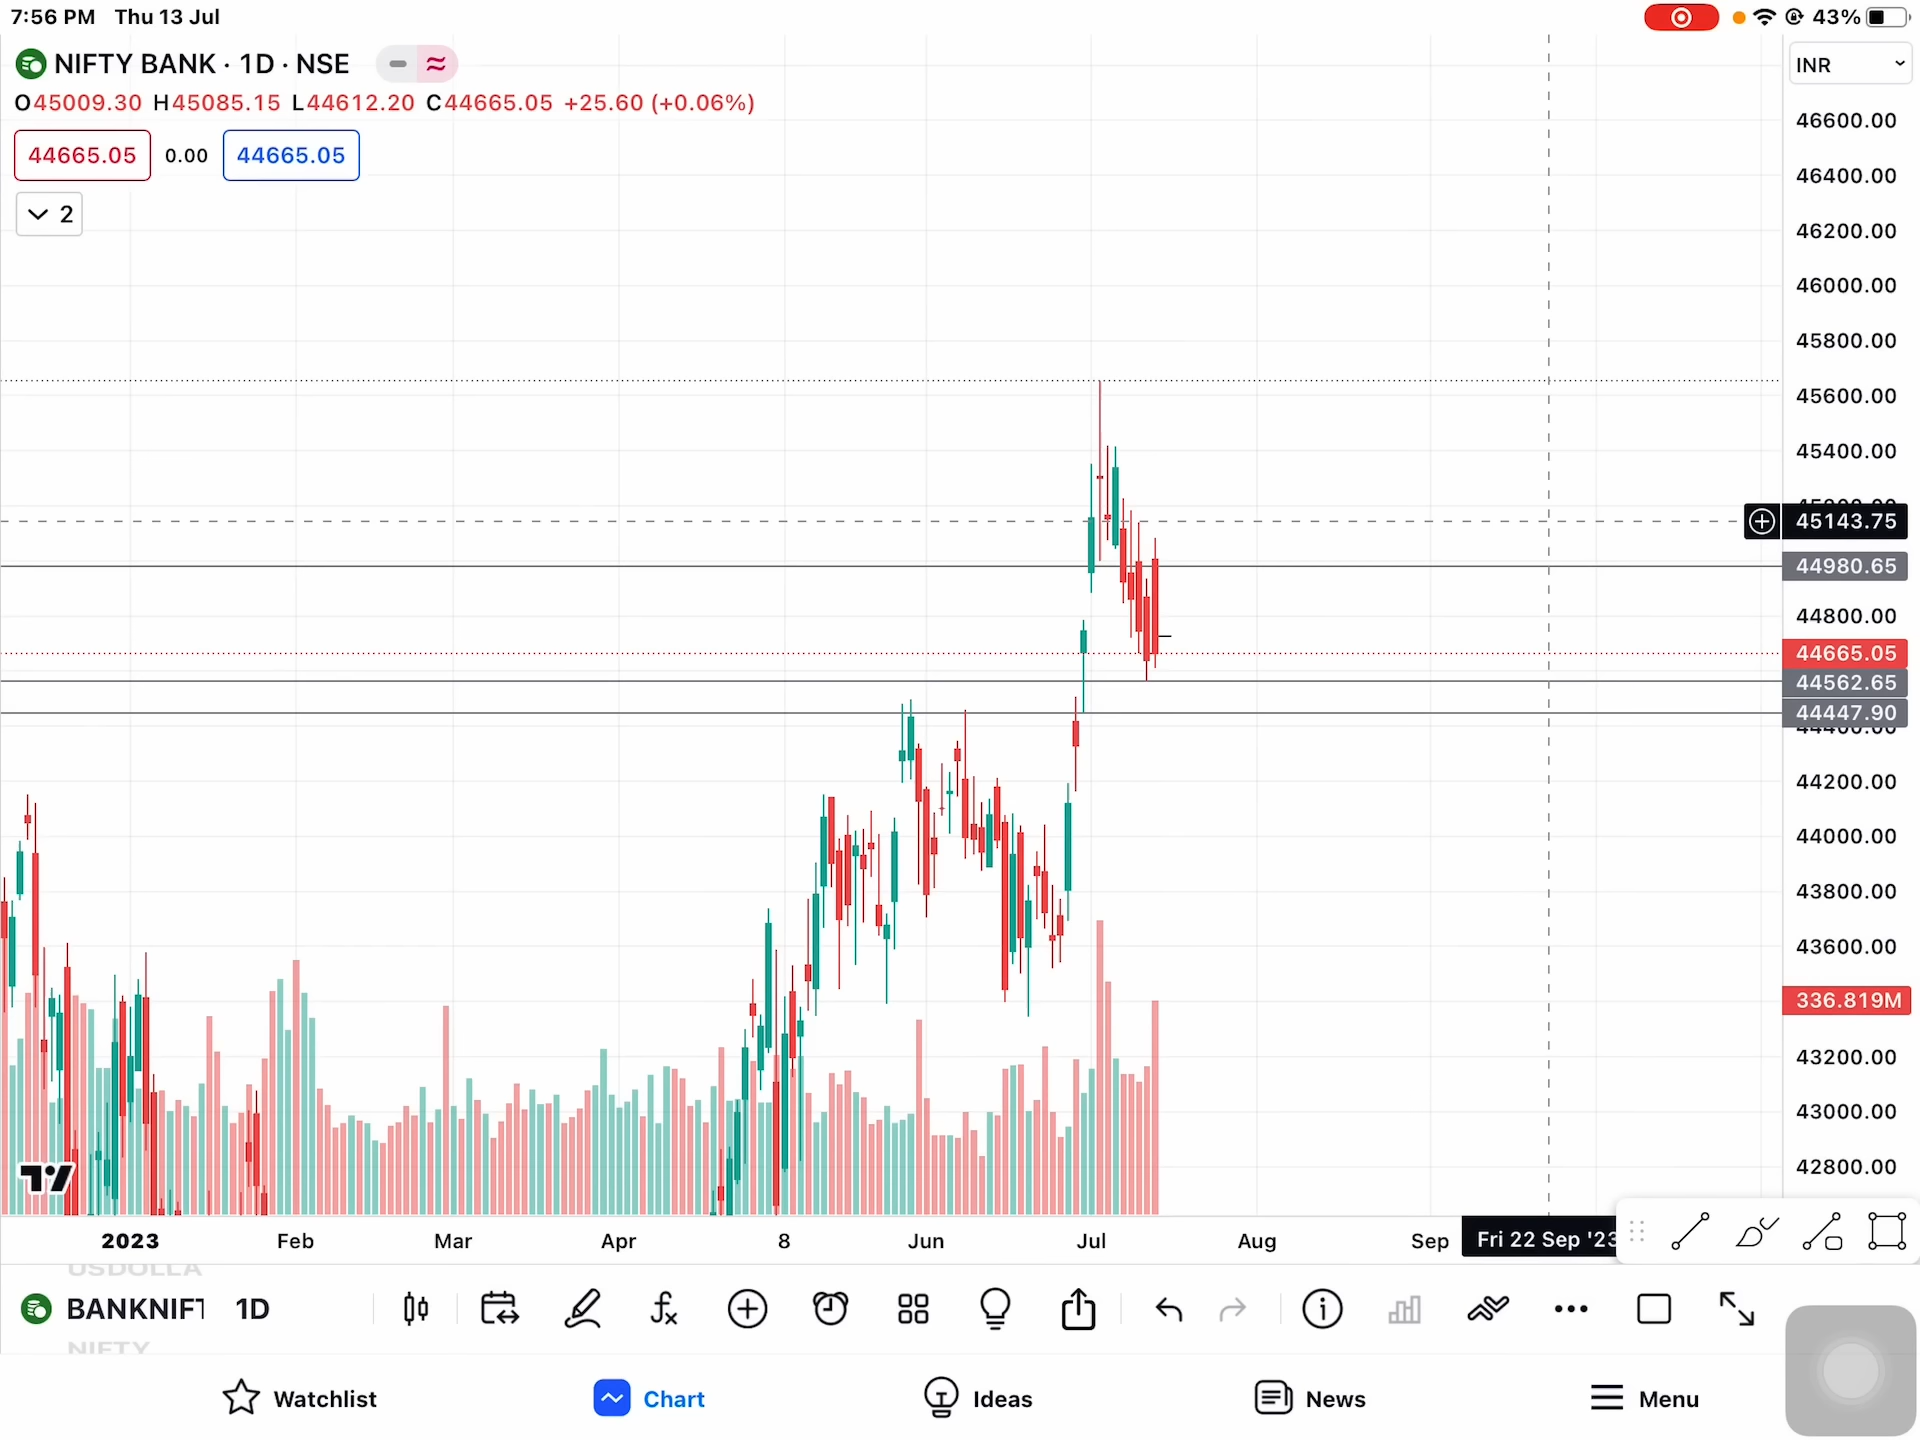 7:56 PM Thu 13 Jul
43%
NIFTY BANK · 1D · NSE
INR
O45009.30 H45085.15 L44612.20 C44665.05 +25.60 (+0.06%)
44665.05 0.00 44665.05
2
46600.00
46400.00
46200.00
46000.00
45800.00
45600.00
45400.00
45143.75
44980.65
44800.00
44665.05
44562.65
44447.90
44200.00
44000.00
43800.00
43600.00
336.819M
43200.00
43000.00
42800.00
2023 Feb Mar Apr 8 Jun Jul Aug Sep Fri 22 Sep '23
USDOLLA
BANKNIFT 1D
NIFTY
Watchlist Chart Ideas News Menu